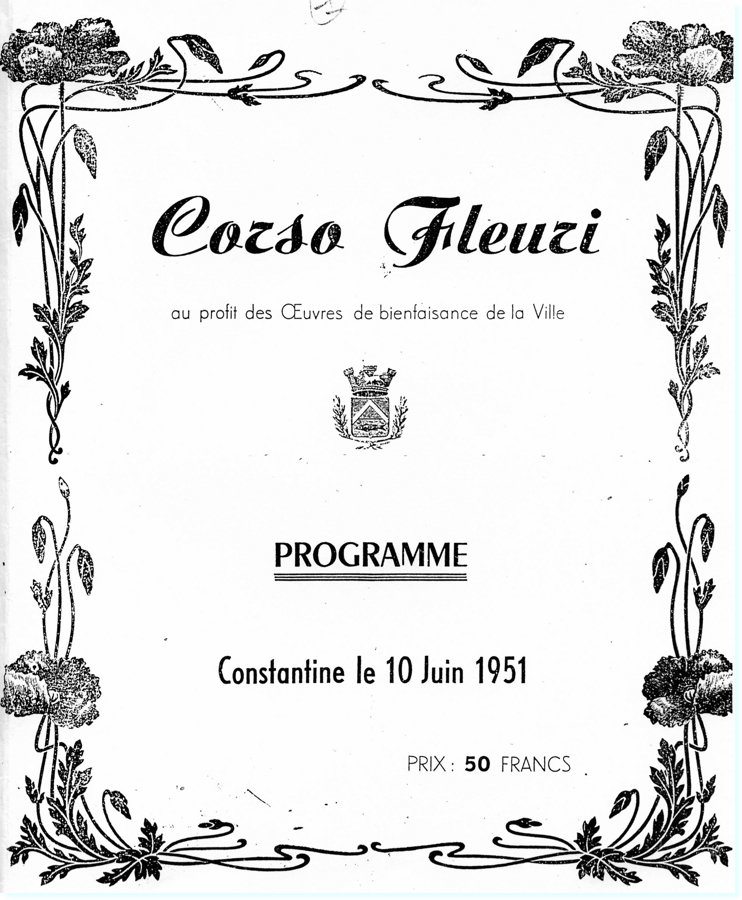 Corso Fleuri
au profit des Œuvres de bienfaisance de la Ville
PROGRAMME
Constantine le 10 Juin 1951
PRIX : 50 FRANCS